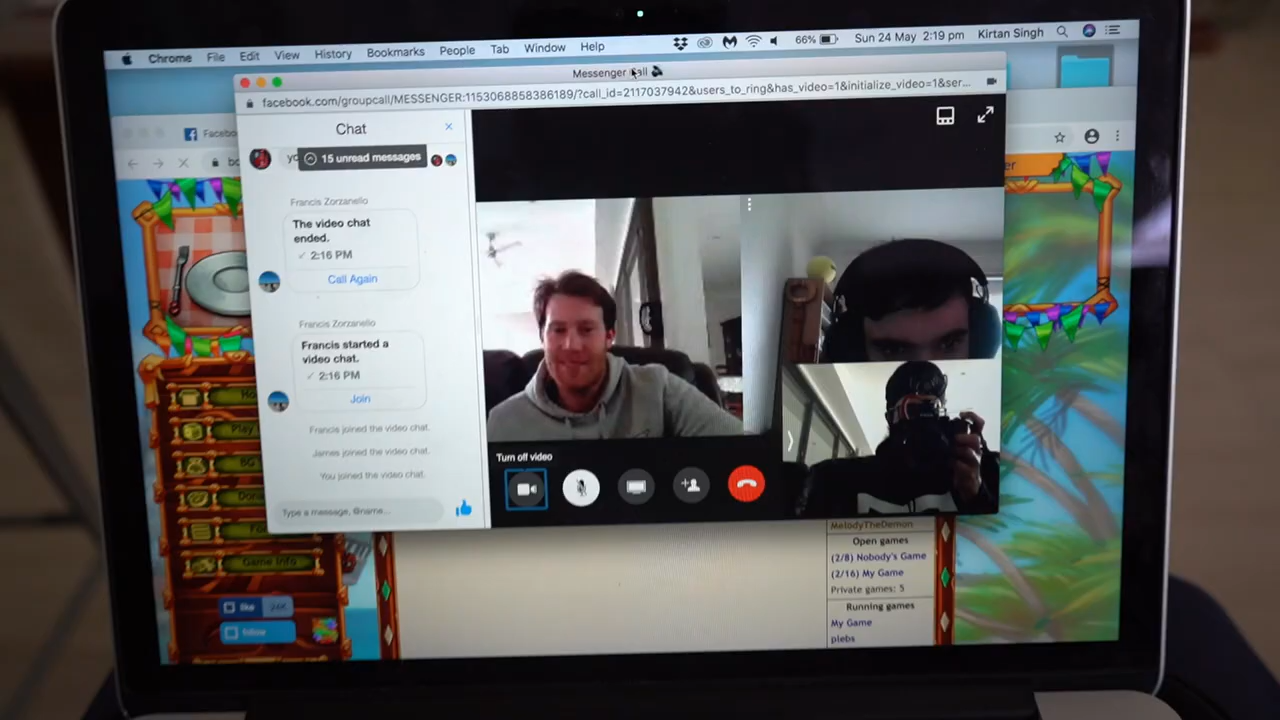 Chrome File Edit View History Bookmarks People Tab Window Help 66% Sun 24 May 2:19 pm Kirtan Singh
Messenger Call
facebook.com/groupcall/MESSENGER:1153068858386189/?call_id=2117037942&users_to_ring&has_video=1&initialize_video=1&ser...
Chat
15 unread messages
Francis Zorzanello
The video chat
ended.
2:16 PM
Call Again
Francis Zorzanello
Francis started a
video chat.
2:16 PM
Join
Francis joined the video chat.
James joined the video chat.
You joined the video chat.
Type a message, @name...
Turn off video
Game Info
like 24K
follow
MelodyTheDemon
Open games
(2/8) Nobody's Game
(2/16) My Game
Private games: 5
Running games
My Game
plebs